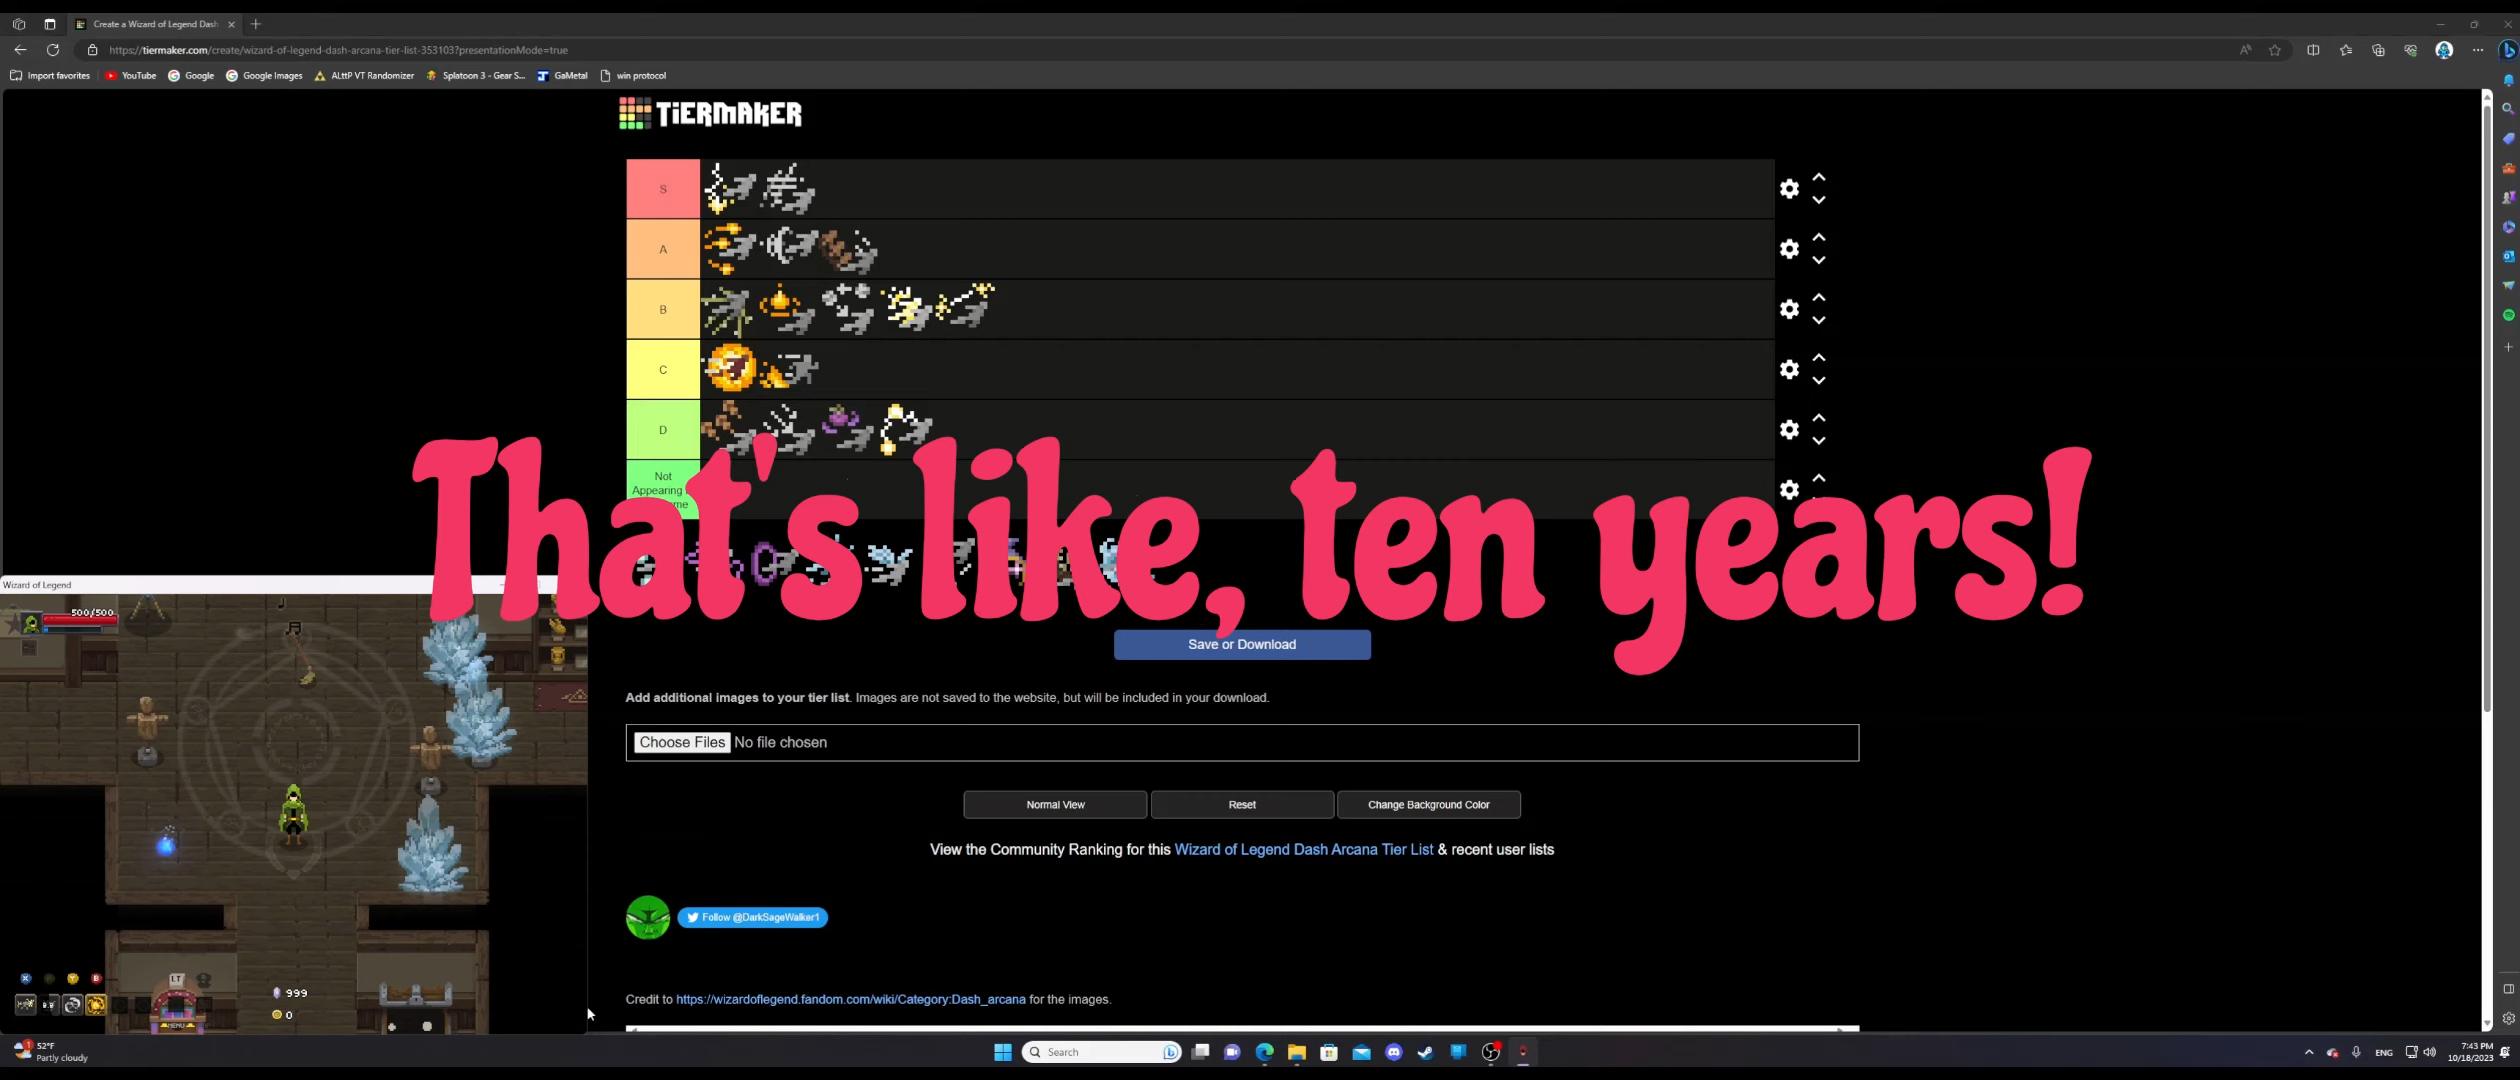 Create a Wizard of Legend Dash
https://tiermaker.com/create/wizard-of-legend-dash-arcana-tier-list-353103?presentationMode=true
Import favorites YouTube Google Google Images ALttP VT Randomizer Splatoon 3 - Gear S... GaMetal win protocol
TiERMAKER
S
A
B
C
D
Not
Appearing
me
That's like, ten years!
Wizard of Legend
500/500
Save or Download
Add additional images to your tier list. Images are not saved to the website, but will be included in your download.
Choose Files No file chosen
Normal View Reset Change Background Color
View the Community Ranking for this Wizard of Legend Dash Arcana Tier List & recent user lists
Follow @DarkSageWalker1
X Y B
LT
999
0
MENU
Credit to https://wizardoflegend.fandom.com/wiki/Category:Dash_arcana for the images.
1 52°F
Partly cloudy
Search
ENG
7:43 PM
10/18/2023